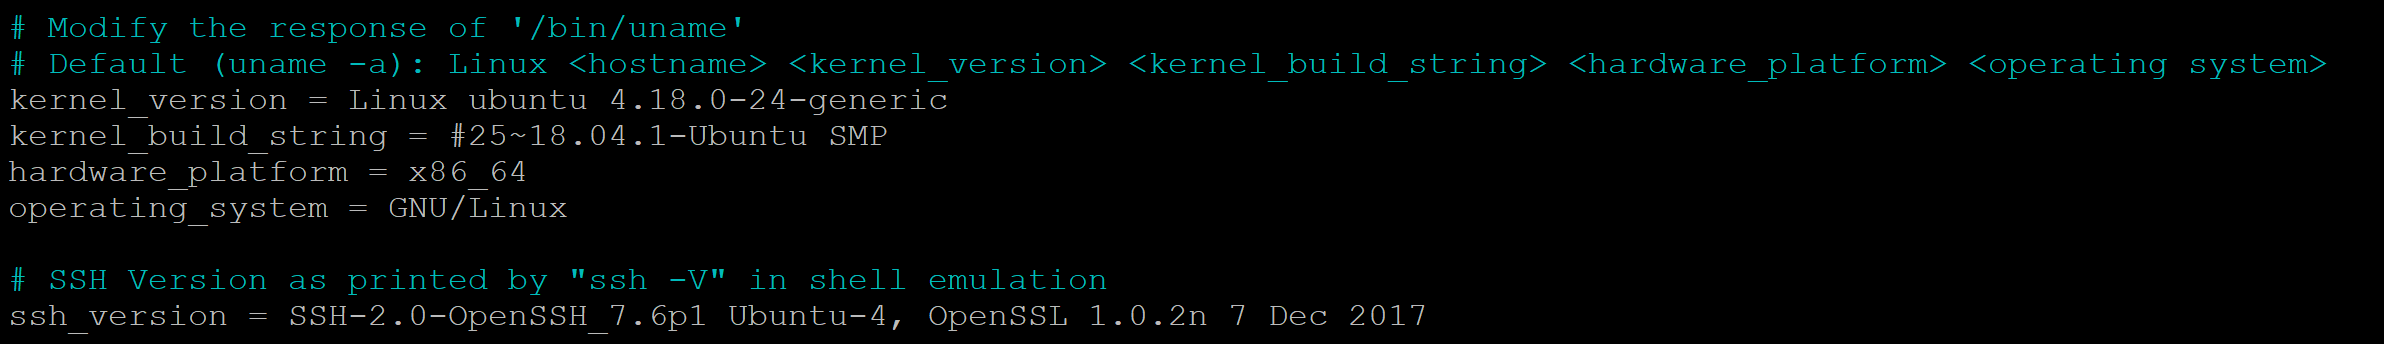 # Modify the response of '/bin/uname'
# Default (uname -a): Linux <hostname> <kernel_version> <kernel_build_string> <hardware_platform> <operating system>
kernel_version = Linux ubuntu 4.18.0-24-generic
kernel_build_string = #25~18.04.1-Ubuntu SMP
hardware_platform = x86_64
operating_system = GNU/Linux
# SSH Version as printed by "ssh -V" in shell emulation
ssh_version = SSH-2.0-OpenSSH_7.6p1 Ubuntu-4, OpenSSL 1.0.2n 7 Dec 2017